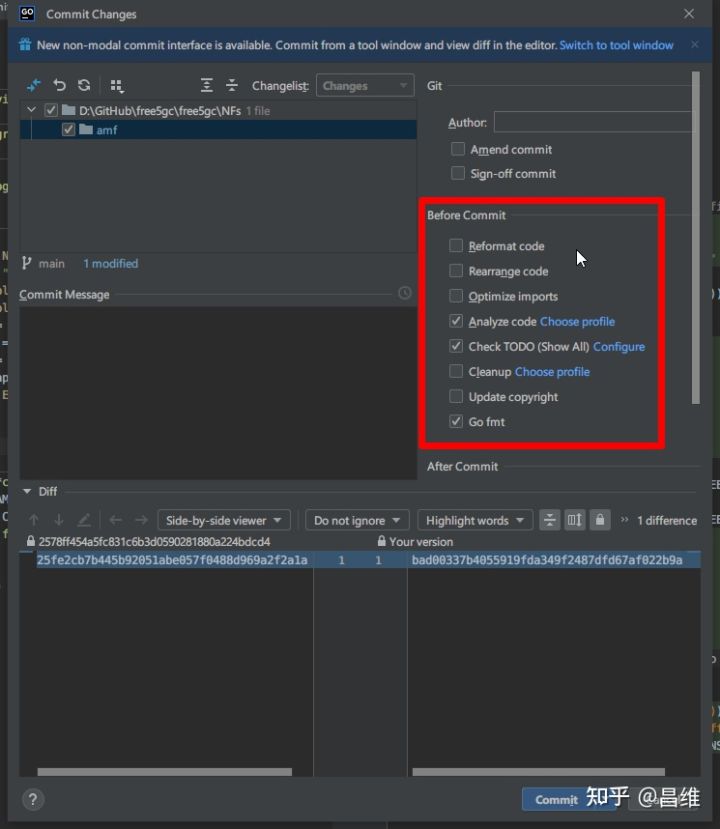 GO Commit Changes
New non-modal commit interface is available. Commit from a tool window and view diff in the editor. Switch to tool window
Changelist: Changes
D:\GitHub\free5gc\free5gc\NFs 1 file
amf
main 1 modified
Commit Message
Git
Author:
Amend commit
Sign-off commit
Before Commit
Reformat code
Rearrange code
Optimize imports
Analyze code Choose profile
Check TODO (Show All) Configure
Cleanup Choose profile
Update copyright
Go fmt
After Commit
Diff
Side-by-side viewer Do not ignore Highlight words 1 difference
2578ff454a5fc831c6b3d0590281880a224bdcd4 Your version
25fe2cb7b445b92051abe057f0488d969a2f2a1a 1 1 bad00337b4055919fda349f2487dfd67af022b9a
? Commit
知乎 @昌维